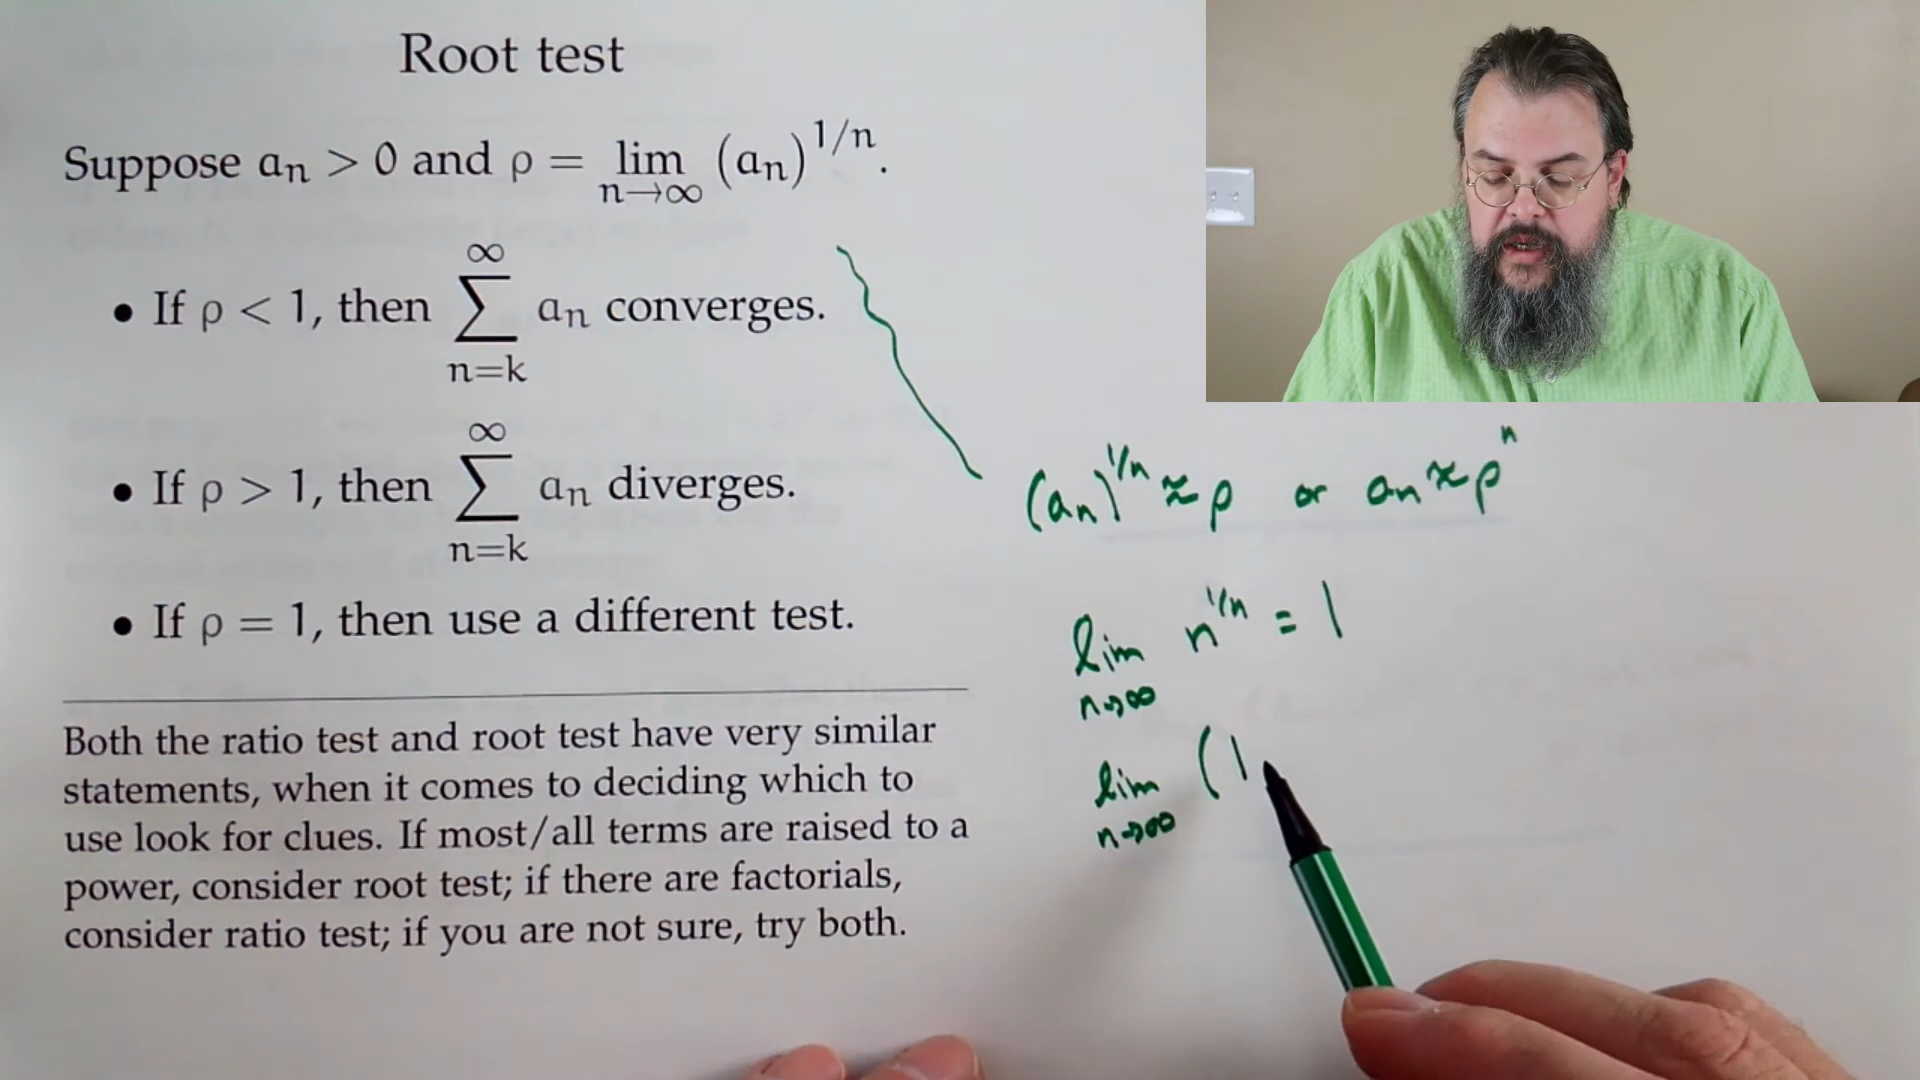 Root test
Suppose aₙ > 0 and ρ = lim (aₙ)^{1/n}.
n→∞
∞
• If ρ < 1, then ∑ aₙ converges.
n=k
∞
• If ρ > 1, then ∑ aₙ diverges.
n=k
• If ρ = 1, then use a different test.
Both the ratio test and root test have very similar
statements, when it comes to deciding which to
use look for clues. If most/all terms are raised to a
power, consider root test; if there are factorials,
consider ratio test; if you are not sure, try both.
(aₙ)^{1/n} ≈ ρ or aₙ ≈ ρⁿ
lim n^{1/n} = 1
n→∞
lim (1
n→∞